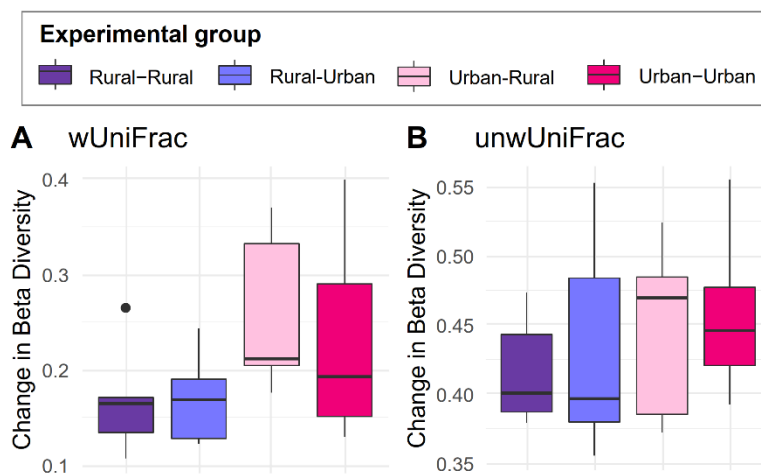 Experimental group
Rural−Rural
Rural-Urban
Urban-Rural
Urban−Urban
A wUniFrac
Change in Beta Diversity
0.4
0.3
0.2
0.1
B unwUniFrac
Change in Beta Diversity
0.55
0.50
0.45
0.40
0.35